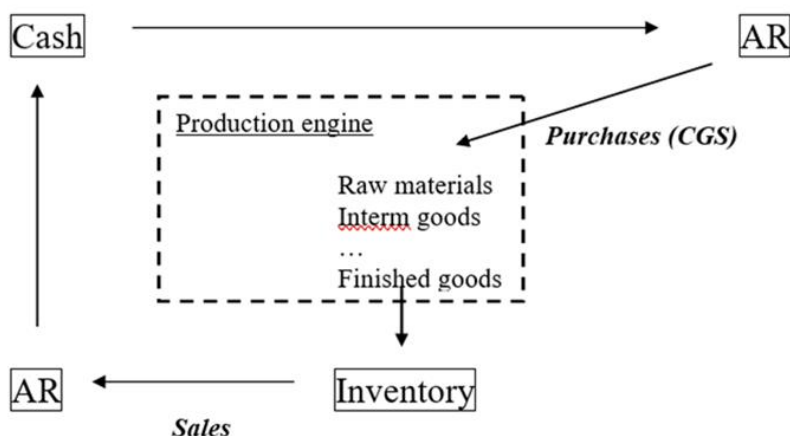 Cash
AR
Production engine
Purchases (CGS)
Raw materials
Interm goods
...
Finished goods
AR
Inventory
Sales